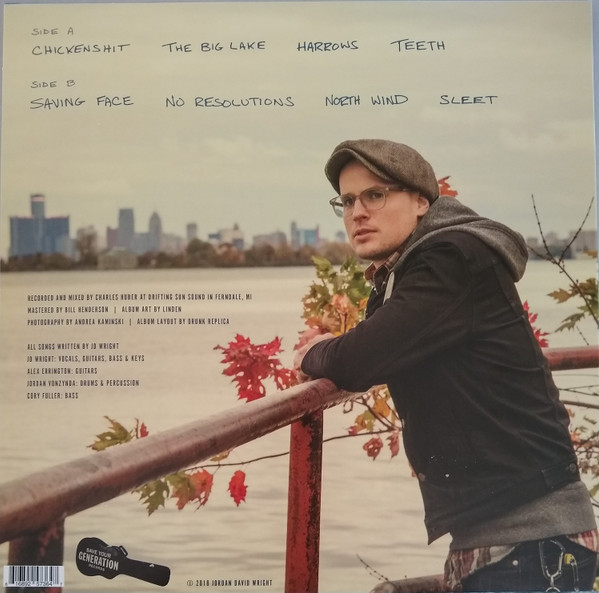 SIDE A
CHICKENSHIT THE BIG LAKE HARROWS TEETH
SIDE B
SAVING FACE NO RESOLUTIONS NORTH WIND SLEET
RECORDED AND MIXED BY CHARLES HUBER AT DRIFTING SUN SOUND IN FERNDALE, MI
MASTERED BY BILL HENDERSON | ALBUM ART BY LINDEN
PHOTOGRAPHY BY ANDREA KAMINSKI | ALBUM LAYOUT BY DRUNK REPLICA
ALL SONGS WRITTEN BY JD WRIGHT
JD WRIGHT: VOCALS, GUITARS, BASS & KEYS
ALEX ERRINGTON: GUITARS
JORDAN VONZYNDA: DRUMS & PERCUSSION
CORY FULLER: BASS
SAVE YOUR
GENERATION
RECORDS
℗ 2018 JORDAN DAVID WRIGHT